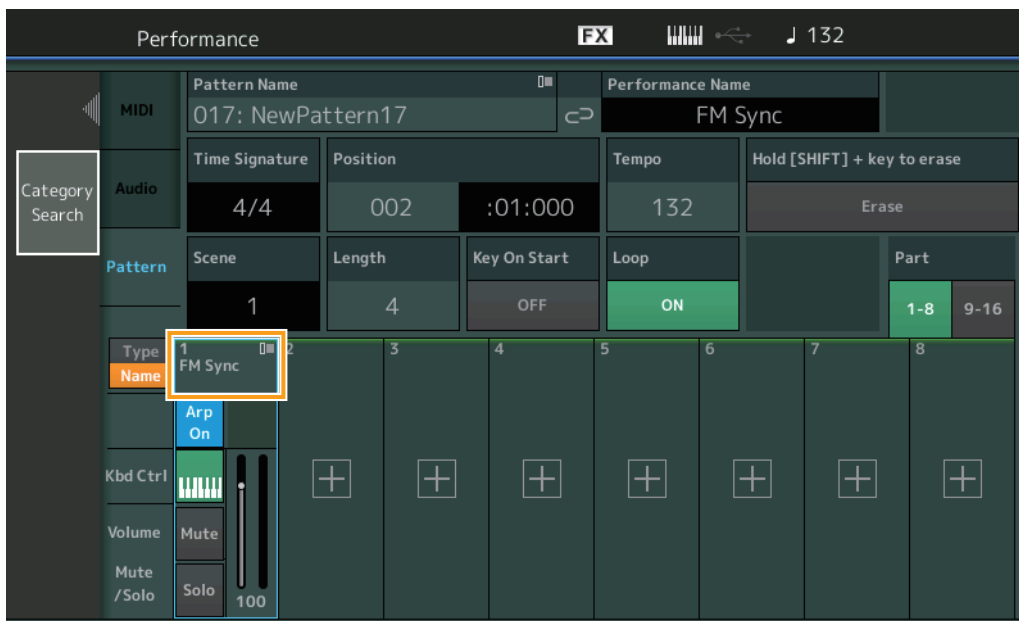 Performance
FX
♩ 132
Category
Search
MIDI
Audio
Pattern
Pattern Name
017: NewPattern17
Performance Name
FM Sync
Time Signature
4/4
Position
002
:01:000
Tempo
132
Hold [SHIFT] + key to erase
Erase
Scene
1
Length
4
Key On Start
OFF
Loop
ON
Part
1-8
9-16
Type
Name
1
FM Sync
2
3
4
5
6
7
8
Arp
On
Kbd Ctrl
Volume
Mute
Mute
/Solo
Solo
100